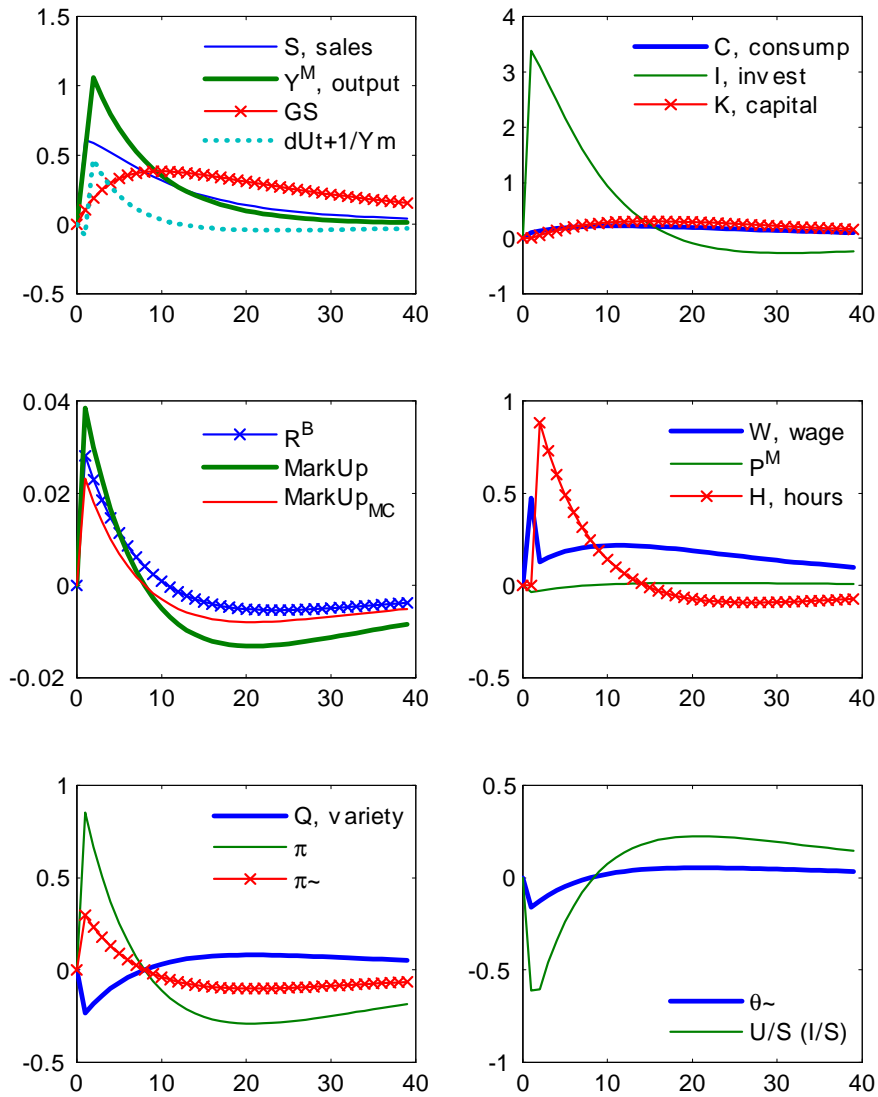 1.5
1
0.5
0
-0.5
S, sales
Y^M, output
GS
dUt+1/Ym
0 10 20 30 40
4
3
2
1
0
-1
C, consump
I, invest
K, capital
0 10 20 30 40
0.04
0.02
0
-0.02
R^B
MarkUp
MarkUp_MC
0 10 20 30 40
1
0.5
0
-0.5
W, wage
P^M
H, hours
0 10 20 30 40
1
0.5
0
-0.5
Q, variety
π
π~
0 10 20 30 40
0.5
0
-0.5
-1
θ~
U/S (I/S)
0 10 20 30 40